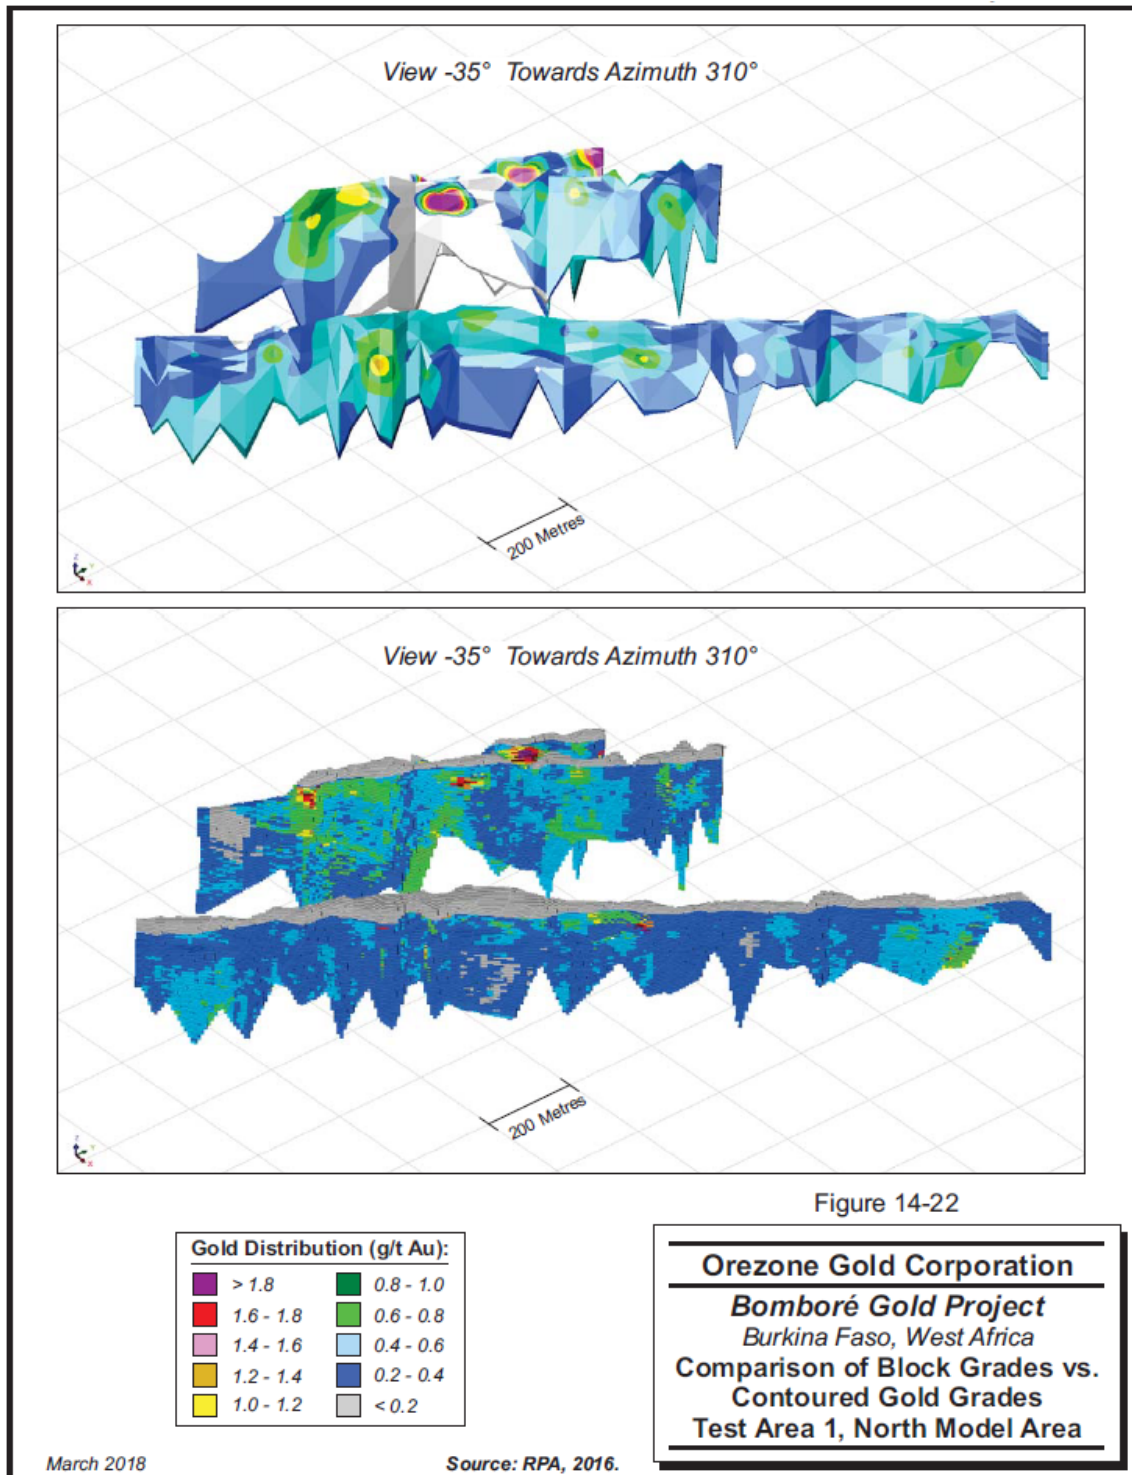 View -35° Towards Azimuth 310°
200 Metres
Z
Y
X
View -35° Towards Azimuth 310°
200 Metres
Z
Y
X
Figure 14-22
Gold Distribution (g/t Au):
> 1.8
1.6 - 1.8
1.4 - 1.6
1.2 - 1.4
1.0 - 1.2
0.8 - 1.0
0.6 - 0.8
0.4 - 0.6
0.2 - 0.4
< 0.2
Orezone Gold Corporation
Bomboré Gold Project
Burkina Faso, West Africa
Comparison of Block Grades vs.
Contoured Gold Grades
Test Area 1, North Model Area
March 2018
Source: RPA, 2016.